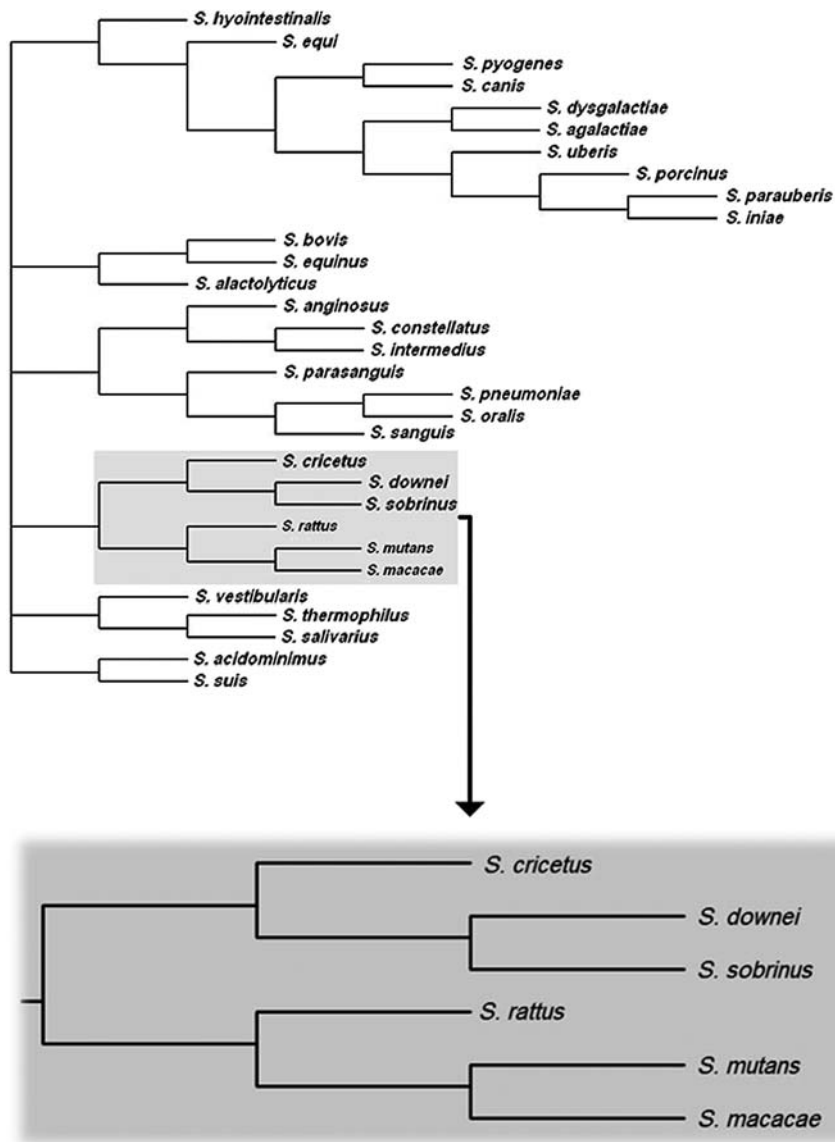 S. hyointestinalis
S. equi
S. pyogenes
S. canis
S. dysgalactiae
S. agalactiae
S. uberis
S. porcinus
S. parauberis
S. iniae
S. bovis
S. equinus
S. alactolyticus
S. anginosus
S. constellatus
S. intermedius
S. parasanguis
S. pneumoniae
S. oralis
S. sanguis
S. cricetus
S. downei
S. sobrinus
S. rattus
S. mutans
S. macacae
S. vestibularis
S. thermophilus
S. salivarius
S. acidominimus
S. suis
S. cricetus
S. downei
S. sobrinus
S. rattus
S. mutans
S. macacae